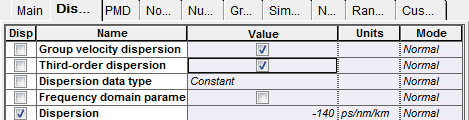 Main Dis... PMD No... Nu... Gr... Sim... N... Ran... Cus...
Disp Name Value Units Mode
Group velocity dispersion Normal
Third-order dispersion Normal
Dispersion data type Constant Normal
Frequency domain parame Normal
Dispersion -140 ps/nm/km Normal